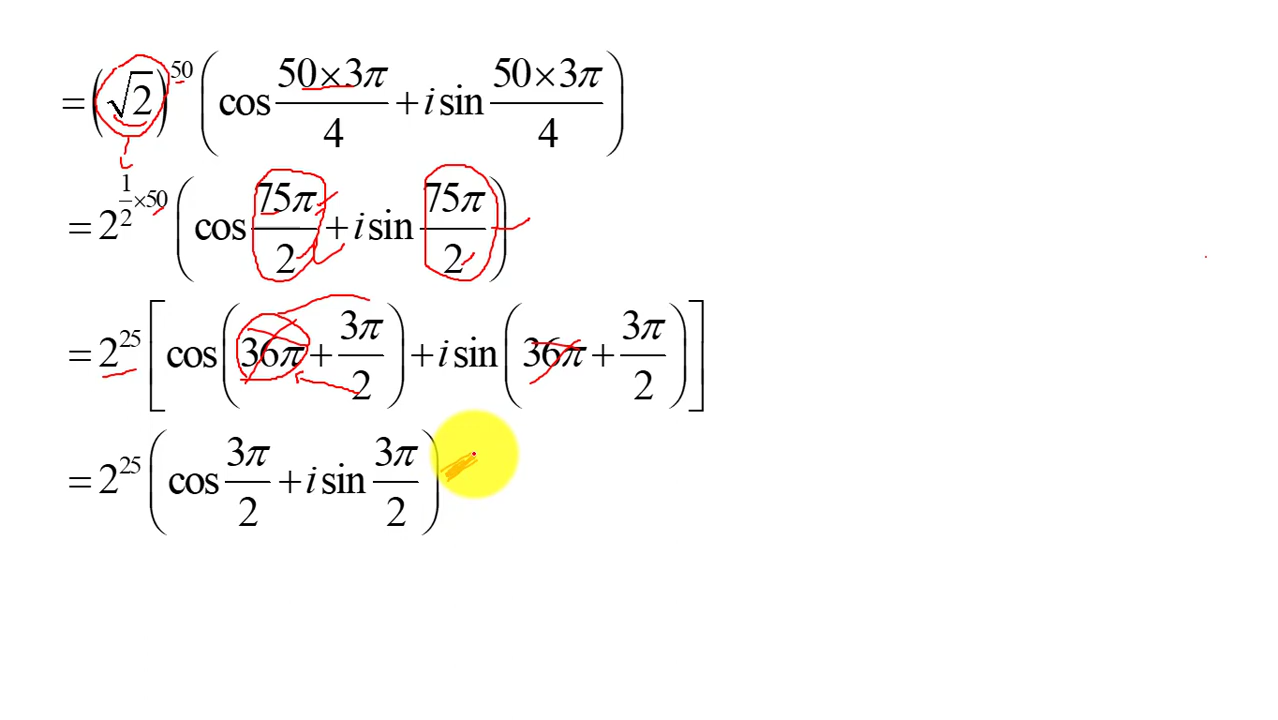 = (√2)^50 (cos (50×3π)/4 + i sin (50×3π)/4)
= 2^(1/2 ×50) (cos 75π/2 + i sin 75π/2)
= 2^25 [cos(36π + 3π/2) + i sin(36π + 3π/2)]
= 2^25 (cos 3π/2 + i sin 3π/2)